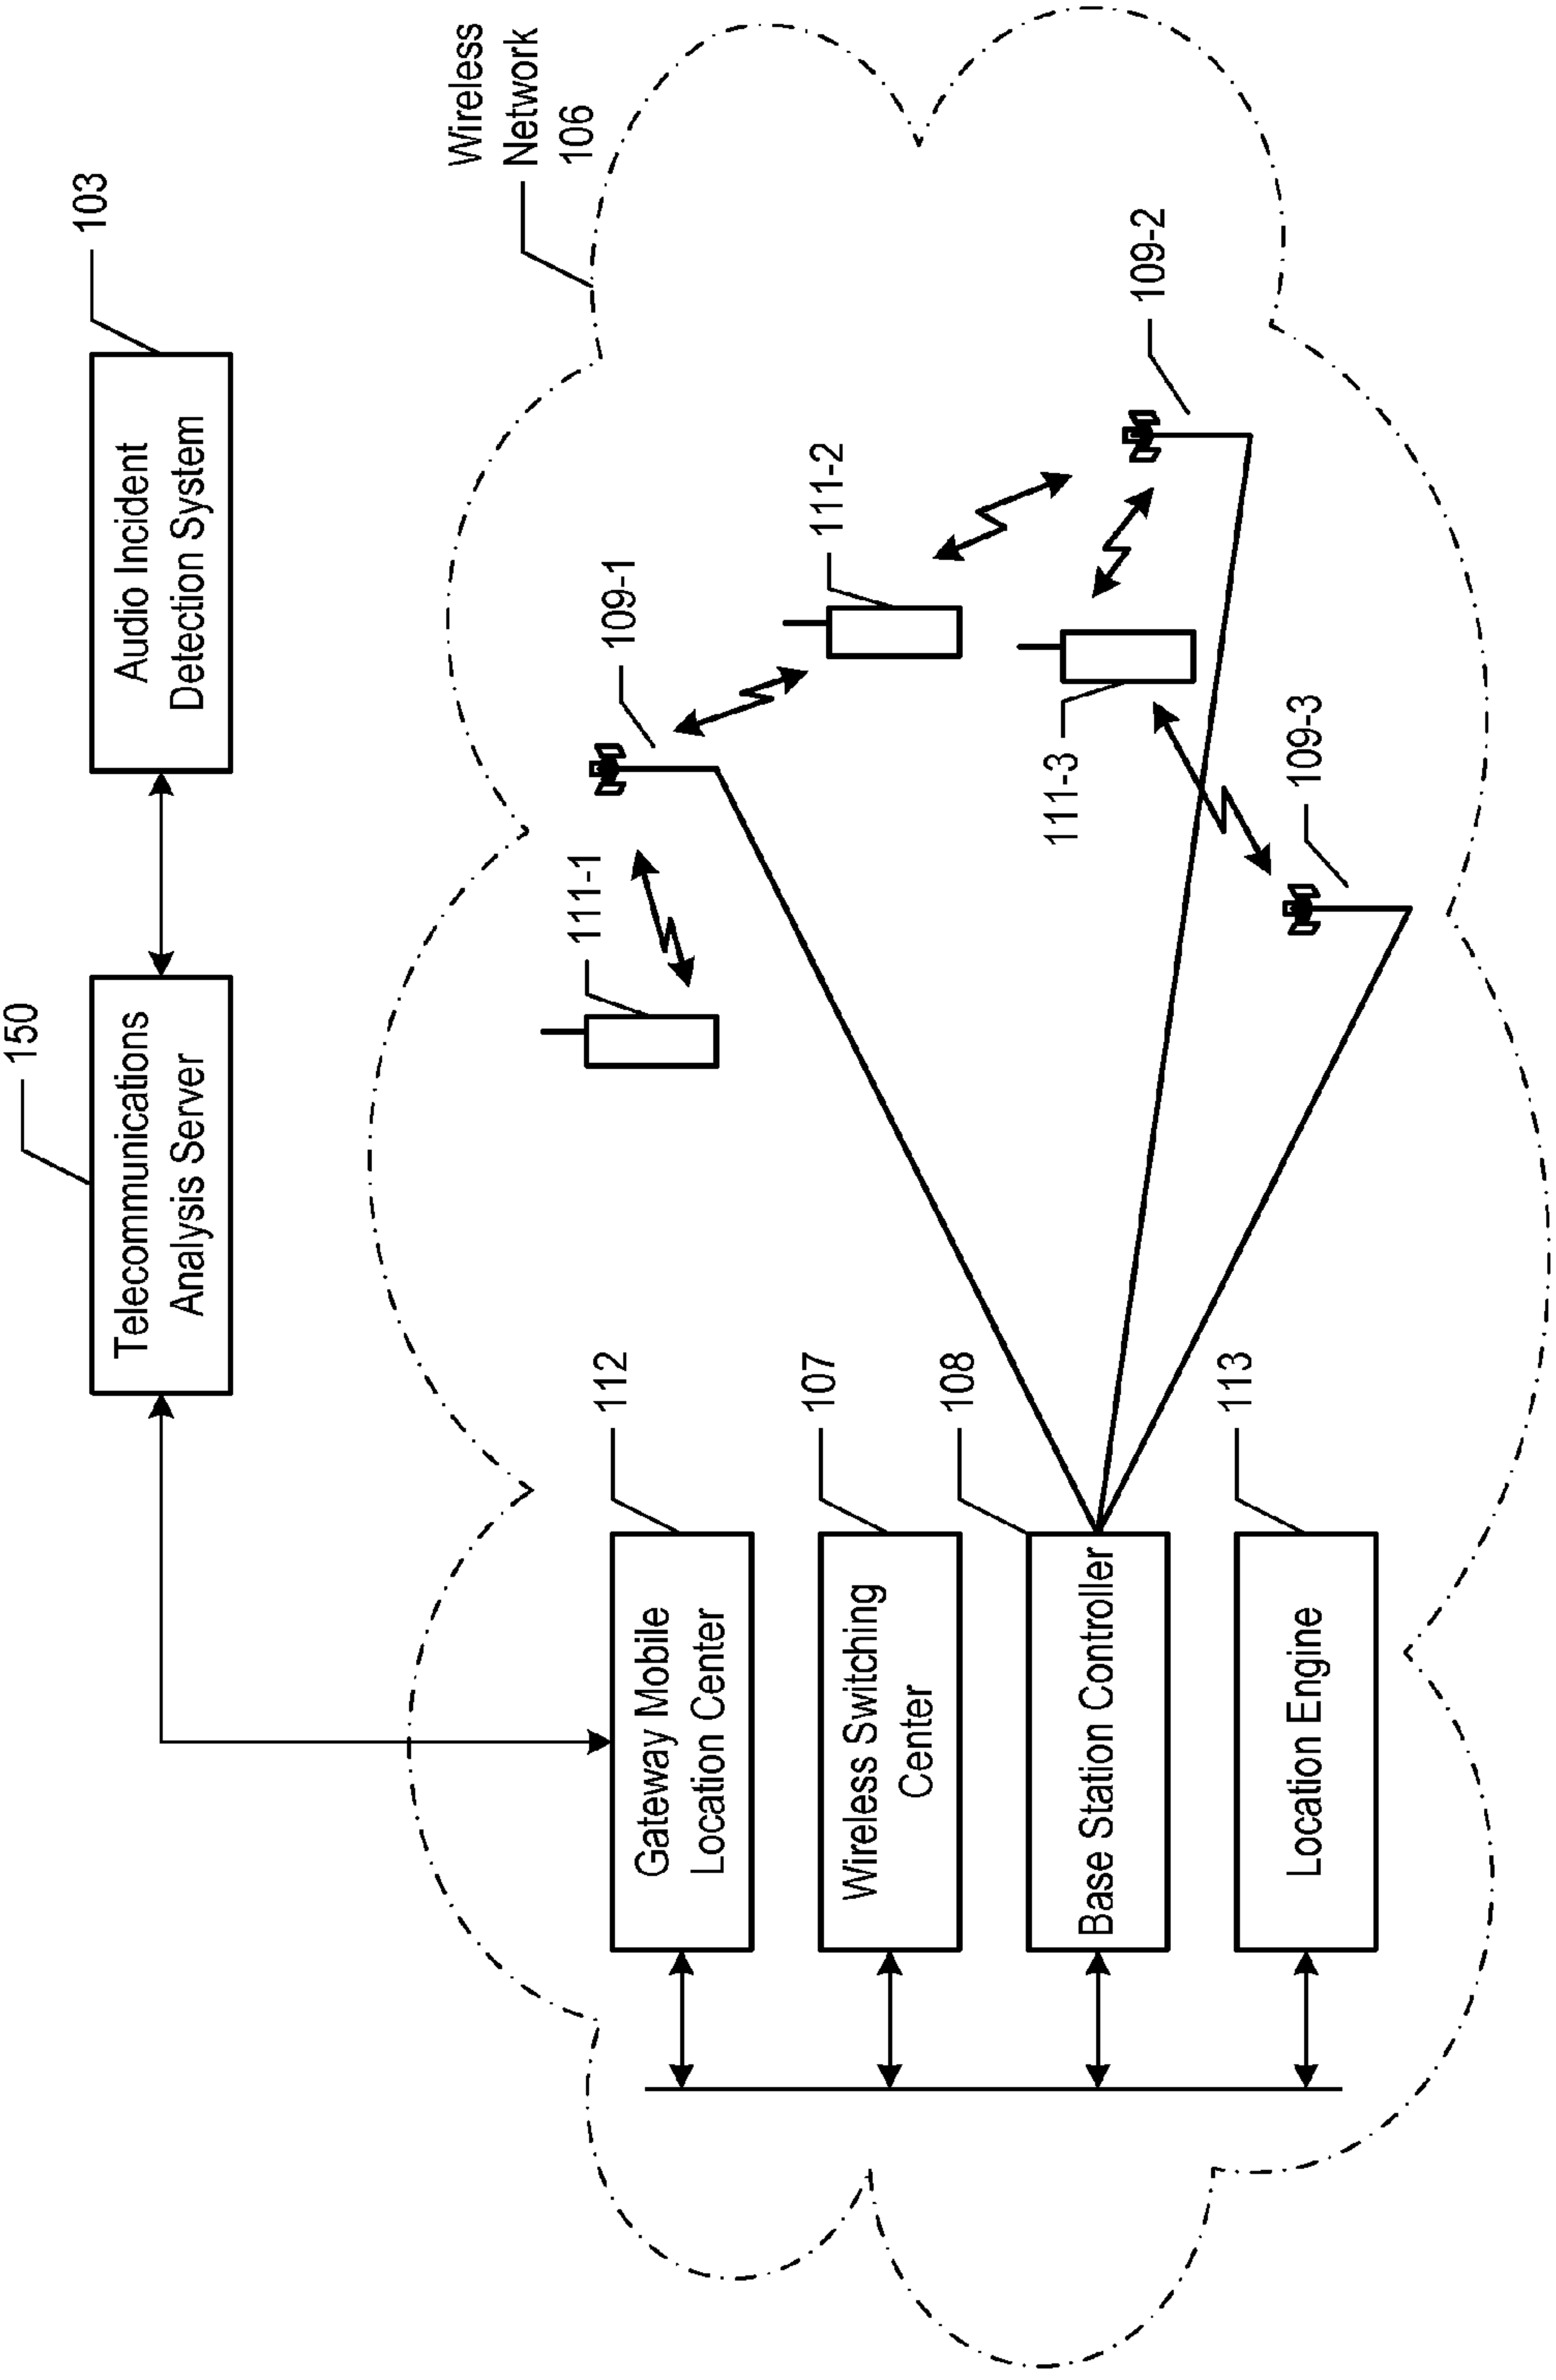 150
Telecommunications
Analysis Server
103
Audio Incident
Detection System
Wireless
Network
106
112
Gateway Mobile
Location Center
107
Wireless Switching
Center
108
Base Station Controller
113
Location Engine
111-1
109-1
111-2
111-3
109-2
109-3